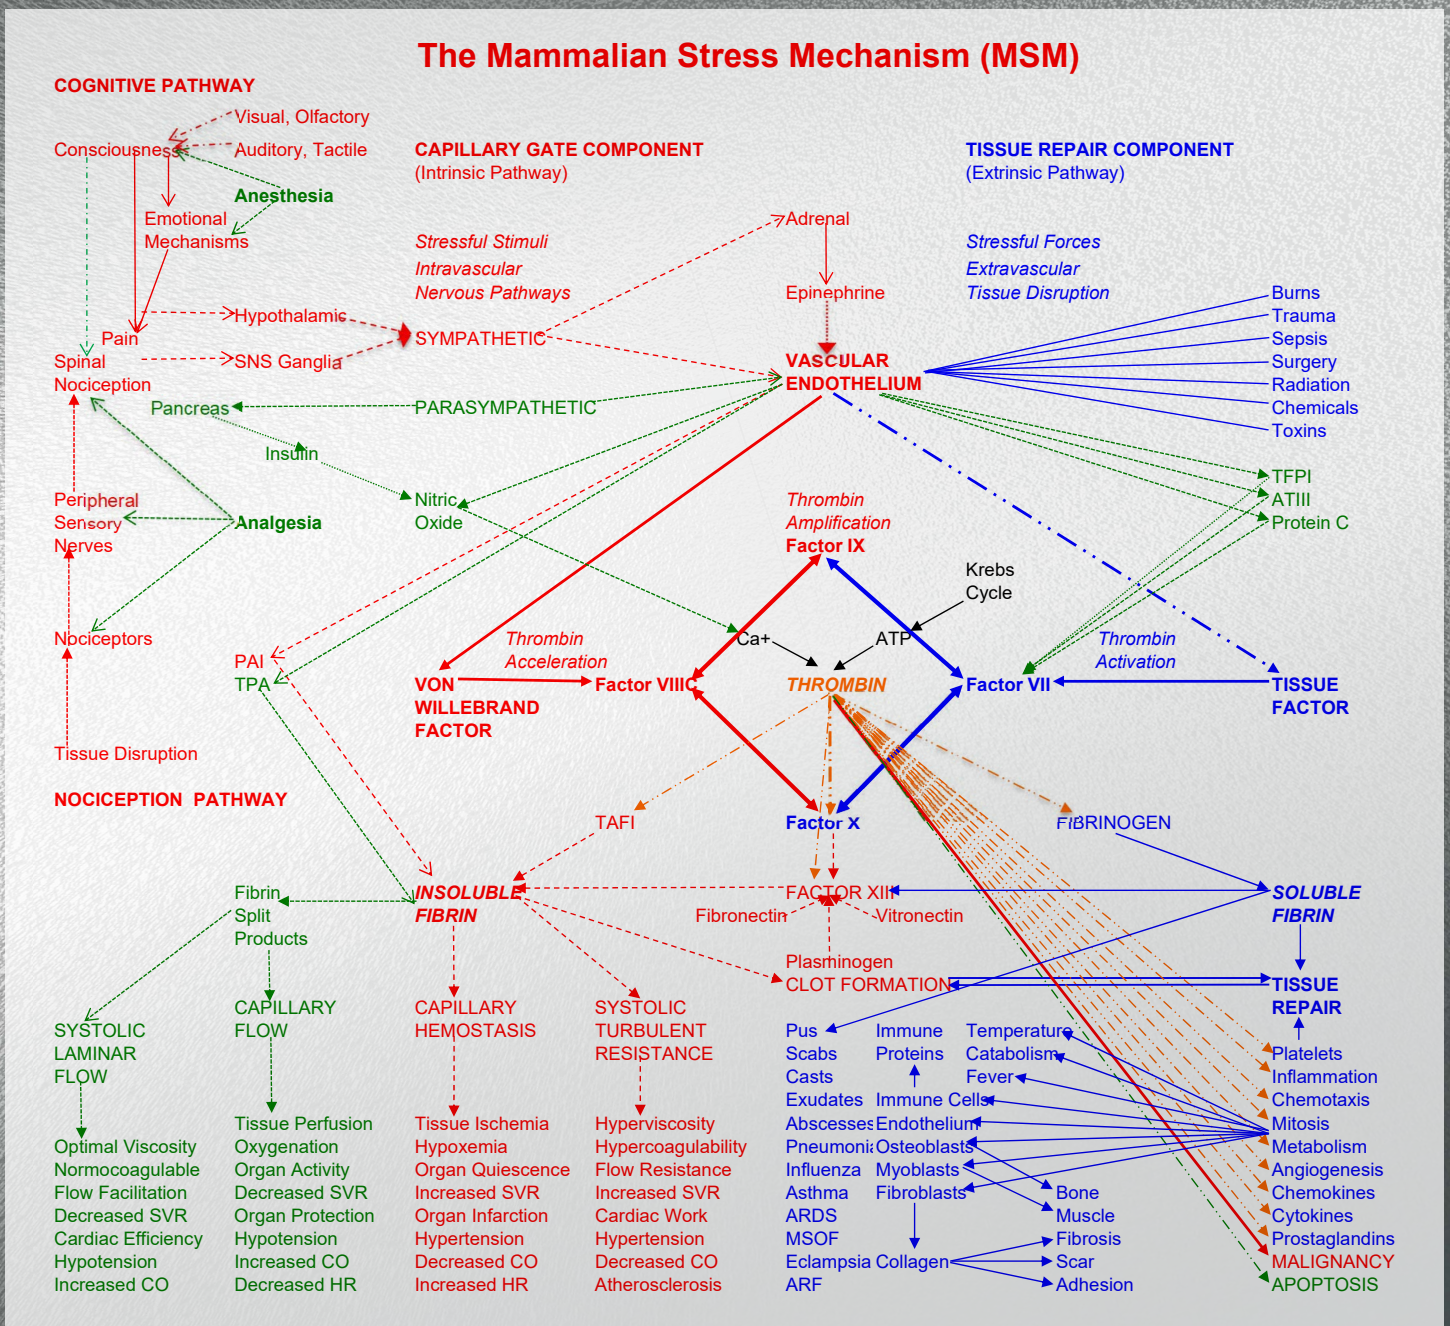 The Mammalian Stress Mechanism (MSM)
COGNITIVE PATHWAY
Visual, Olfactory
Consciousness
Auditory, Tactile
Anesthesia
Emotional
Mechanisms
Hypothalamic
Pain
Spinal
Nociception
SNS Ganglia
Pancreas
Insulin
Peripheral
Sensory
Nerves
Analgesia
Nociceptors
PAI
TPA
Tissue Disruption
NOCICEPTION PATHWAY
CAPILLARY GATE COMPONENT
(Intrinsic Pathway)
Stressful Stimuli
Intravascular
Nervous Pathways
SYMPATHETIC
PARASYMPATHETIC
Nitric
Oxide
Adrenal
Epinephrine
VASCULAR
ENDOTHELIUM
TISSUE REPAIR COMPONENT
(Extrinsic Pathway)
Stressful Forces
Extravascular
Tissue Disruption
Burns
Trauma
Sepsis
Surgery
Radiation
Chemicals
Toxins
TFPI
ATIII
Protein C
Thrombin
Amplification
Factor IX
Krebs
Cycle
Ca+
ATP
Thrombin
Acceleration
Thrombin
Activation
VON
WILLEBRAND
FACTOR
Factor VIIIC
THROMBIN
Factor VII
TISSUE
FACTOR
TAFI
Factor X
FIBRINOGEN
Fibrin
Split
Products
INSOLUBLE
FIBRIN
FACTOR XIII
Fibronectin
Vitronectin
SOLUBLE
FIBRIN
Plasminogen
CLOT FORMATION
TISSUE
REPAIR
SYSTOLIC
LAMINAR
FLOW
CAPILLARY
FLOW
CAPILLARY
HEMOSTASIS
SYSTOLIC
TURBULENT
RESISTANCE
Optimal Viscosity
Normocoagulable
Flow Facilitation
Decreased SVR
Cardiac Efficiency
Hypotension
Increased CO
Tissue Perfusion
Oxygenation
Organ Activity
Decreased SVR
Organ Protection
Hypotension
Increased CO
Decreased HR
Tissue Ischemia
Hypoxemia
Organ Quiescence
Increased SVR
Organ Infarction
Hypertension
Decreased CO
Increased HR
Hyperviscosity
Hypercoagulability
Flow Resistance
Increased SVR
Cardiac Work
Hypertension
Decreased CO
Atherosclerosis
Pus
Scabs
Casts
Exudates
Abscesses
Pneumonia
Influenza
Asthma
ARDS
MSOF
Eclampsia
ARF
Immune
Proteins
Immune Cells
Endothelium
Osteoblasts
Myoblasts
Fibroblasts
Collagen
Temperature
Catabolism
Fever
Bone
Muscle
Fibrosis
Scar
Adhesion
Platelets
Inflammation
Chemotaxis
Mitosis
Metabolism
Angiogenesis
Chemokines
Cytokines
Prostaglandins
MALIGNANCY
APOPTOSIS